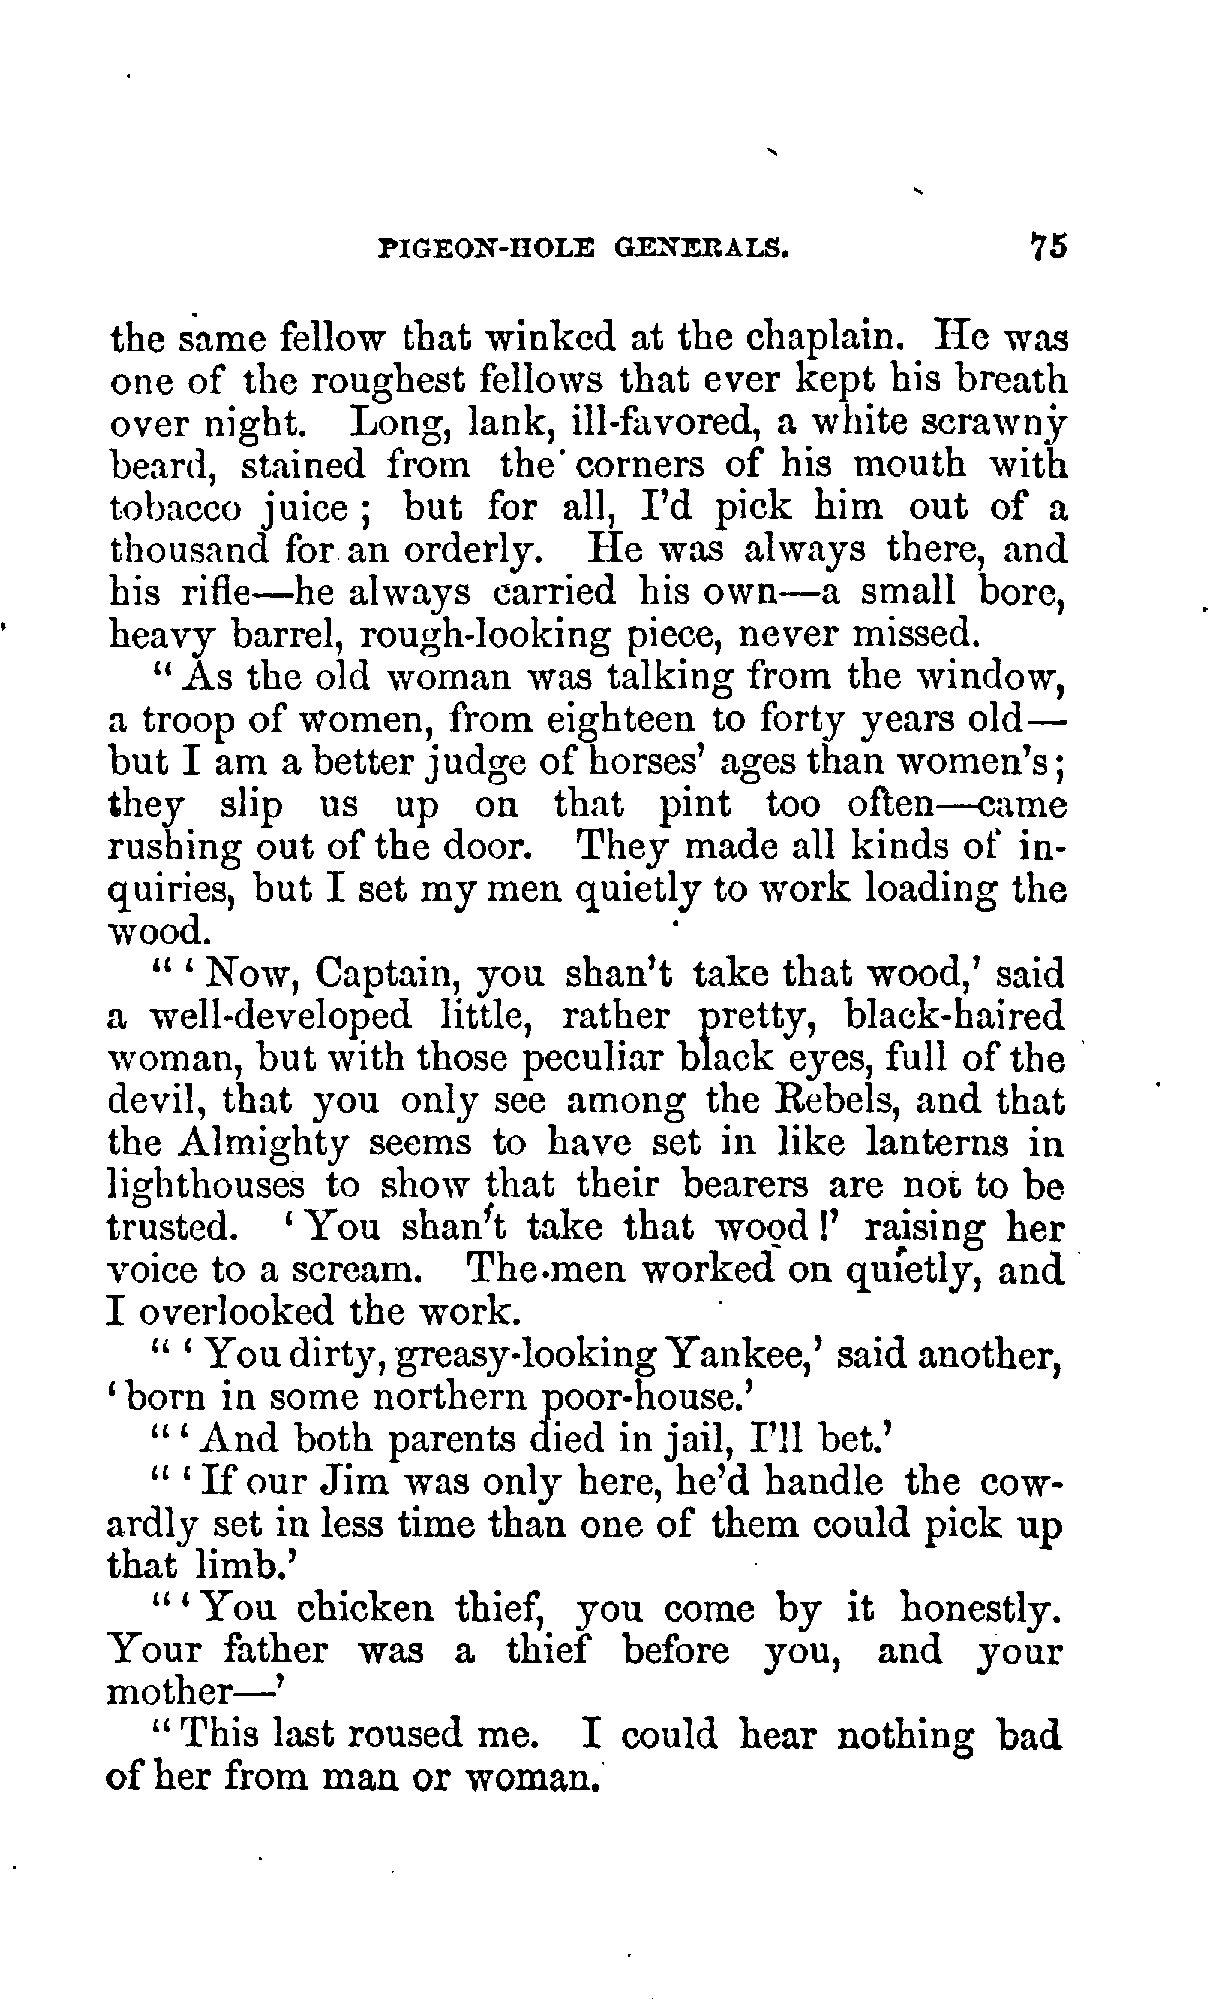 PIGEON-HOLE GENERALS. 75
the same fellow that winked at the chaplain. He was
one of the roughest fellows that ever kept his breath
over night. Long, lank, ill-favored, a white scrawny
beard, stained from the corners of his mouth with
tobacco juice ; but for all, I'd pick him out of a
thousand for an orderly. He was always there, and
his rifle—he always carried his own—a small bore,
heavy barrel, rough-looking piece, never missed.
" As the old woman was talking from the window,
a troop of women, from eighteen to forty years old—
but I am a better judge of horses' ages than women's ;
they slip us up on that pint too often—came
rushing out of the door. They made all kinds of in-
quiries, but I set my men quietly to work loading the
wood.
" ' Now, Captain, you shan't take that wood,' said
a well-developed little, rather pretty, black-haired
woman, but with those peculiar black eyes, full of the
devil, that you only see among the Rebels, and that
the Almighty seems to have set in like lanterns in
lighthouses to show that their bearers are not to be
trusted. ' You shan't take that wood !' raising her
voice to a scream. The men worked on quietly, and
I overlooked the work.
" ' You dirty, greasy-looking Yankee,' said another,
' born in some northern poor-house.'
" ' And both parents died in jail, I'll bet.'
" ' If our Jim was only here, he'd handle the cow-
ardly set in less time than one of them could pick up
that limb.'
" ' You chicken thief, you come by it honestly.
Your father was a thief before you, and your
mother—'
" This last roused me. I could hear nothing bad
of her from man or woman.